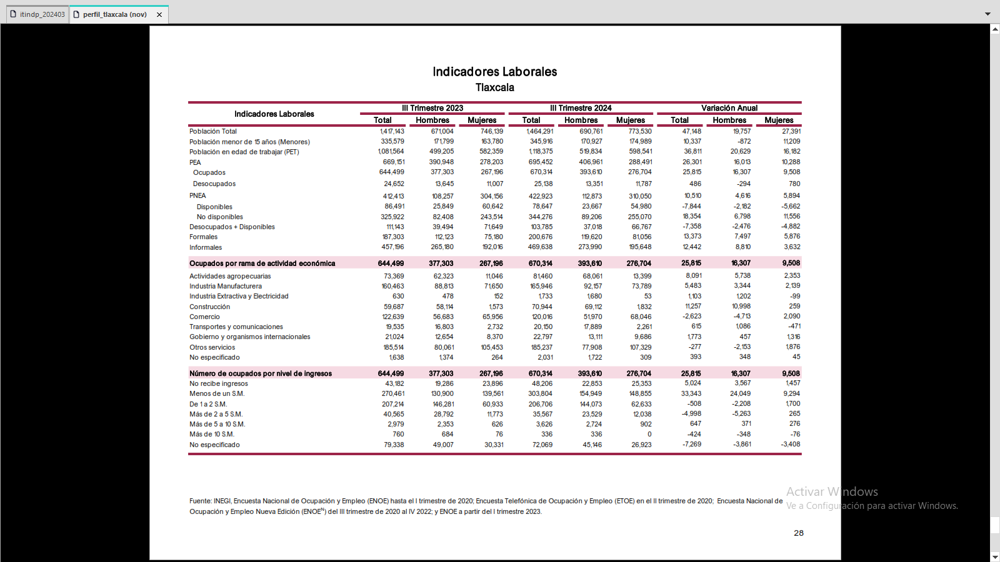 itindp_202403 perfil_tlaxcala (nov)
Indicadores Laborales
Tlaxcala
Indicadores Laborales III Trimestre 2023 III Trimestre 2024 Variación Anual
Total Hombres Mujeres Total Hombres Mujeres Total Hombres Mujeres
Población Total 1,417,143 671,004 746,139 1,464,291 690,761 773,530 47,148 19,757 27,391
Población menor de 15 años (Menores) 335,579 171,799 163,780 345,916 170,927 174,989 10,337 -872 11,209
Población en edad de trabajar (PET) 1,081,564 499,205 582,359 1,118,375 519,834 598,541 36,811 20,629 16,182
PEA 669,151 390,948 278,203 695,452 406,961 288,491 26,301 16,013 10,288
Ocupados 644,499 377,303 267,196 670,314 393,610 276,704 25,815 16,307 9,508
Desocupados 24,652 13,645 11,007 25,138 13,351 11,787 486 -294 780
PNEA 412,413 108,257 304,156 422,923 112,873 310,050 10,510 4,616 5,894
Disponibles 86,491 25,849 60,642 78,647 23,667 54,980 -7,844 -2,182 -5,662
No disponibles 325,922 82,408 243,514 344,276 89,206 255,070 18,354 6,798 11,556
Desocupados + Disponibles 111,143 39,494 71,649 103,785 37,018 66,767 -7,358 -2,476 -4,882
Formales 187,303 112,123 75,180 200,676 119,620 81,056 13,373 7,497 5,876
Informales 457,196 265,180 192,016 469,638 273,990 195,648 12,442 8,810 3,632
Ocupados por rama de actividad económica 644,499 377,303 267,196 670,314 393,610 276,704 25,815 16,307 9,508
Actividades agropecuarias 73,369 62,323 11,046 81,460 68,061 13,399 8,091 5,738 2,353
Industria Manufacturera 160,463 88,813 71,650 165,946 92,157 73,789 5,483 3,344 2,139
Industria Extractiva y Electricidad 630 478 152 1,733 1,680 53 1,103 1,202 -99
Construcción 59,687 58,114 1,573 70,944 69,112 1,832 11,257 10,998 259
Comercio 122,639 56,683 65,956 120,016 51,970 68,046 -2,623 -4,713 2,090
Transportes y comunicaciones 19,535 16,803 2,732 20,150 17,889 2,261 615 1,086 -471
Gobierno y organismos internacionales 21,024 12,654 8,370 22,797 13,111 9,686 1,773 457 1,316
Otros servicios 185,514 80,061 105,453 185,237 77,908 107,329 -277 -2,153 1,876
No especificado 1,638 1,374 264 2,031 1,722 309 393 348 45
Número de ocupados por nivel de ingresos 644,499 377,303 267,196 670,314 393,610 276,704 25,815 16,307 9,508
No recibe ingresos 43,182 19,286 23,896 48,206 22,853 25,353 5,024 3,567 1,457
Menos de un S.M. 270,461 130,900 139,561 303,804 154,949 148,855 33,343 24,049 9,294
De 1 a 2 S.M. 207,214 146,281 60,933 206,706 144,073 62,633 -508 -2,208 1,700
Más de 2 a 5 S.M. 40,565 28,792 11,773 35,567 23,529 12,038 -4,998 -5,263 265
Más de 5 a 10 S.M. 2,979 2,353 626 3,626 2,724 902 647 371 276
Más de 10 S.M. 760 684 76 336 336 0 -424 -348 -76
No especificado 79,338 49,007 30,331 72,069 45,146 26,923 -7,269 -3,861 -3,408
Fuente: INEGI, Encuesta Nacional de Ocupación y Empleo (ENOE) hasta el I trimestre de 2020; Encuesta Telefónica de Ocupación y Empleo (ETOE) en el II trimestre de 2020; Encuesta Nacional de
Ocupación y Empleo Nueva Edición (ENOEᴺ) del III trimestre de 2020 al IV 2022; y ENOE a partir del I trimestre 2023.
Activar Windows
Ve a Configuración para activar Windows.
28